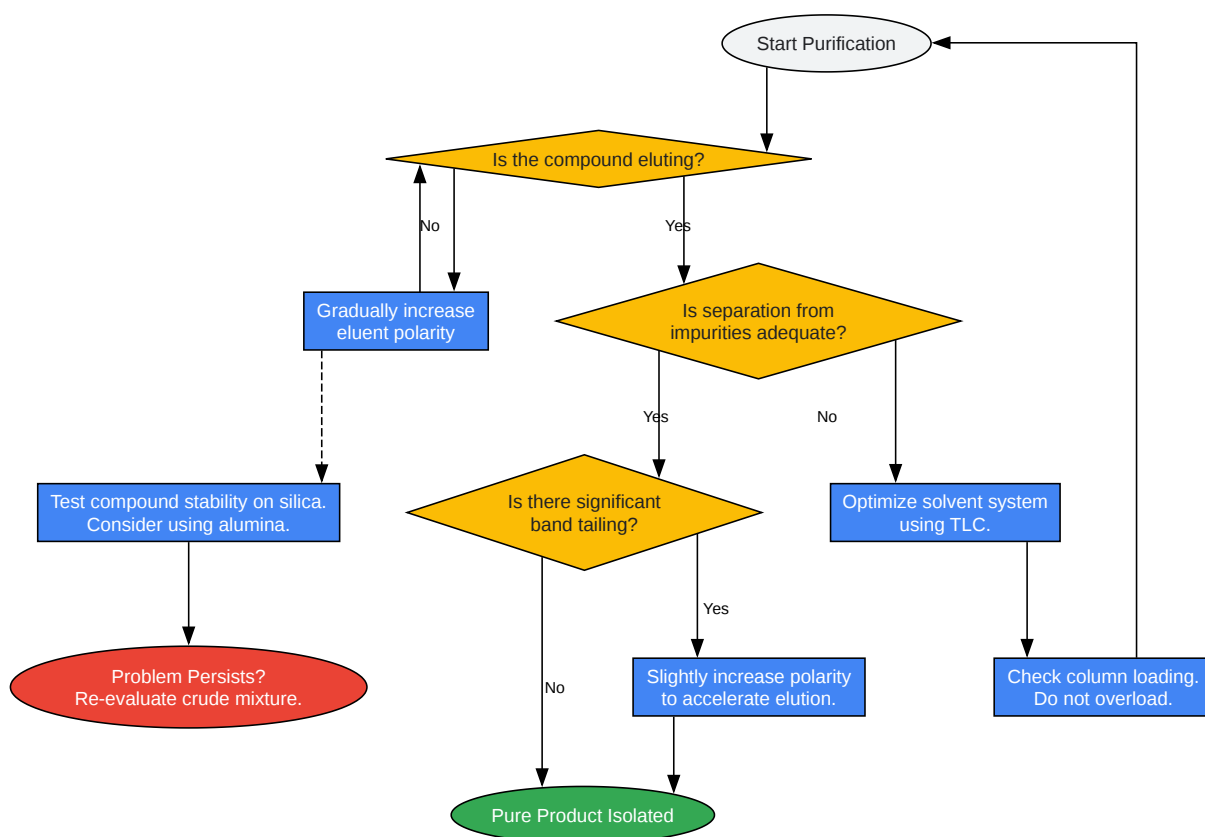 Start Purification
Is the compound eluting?
No
Yes
Gradually increase
eluent polarity
Is separation from
impurities adequate?
Yes
No
Test compound stability on silica.
Consider using alumina.
Is there significant
band tailing?
Optimize solvent system
using TLC.
Yes
Problem Persists?
Re-evaluate crude mixture.
No
Slightly increase polarity
to accelerate elution.
Check column loading.
Do not overload.
Pure Product Isolated